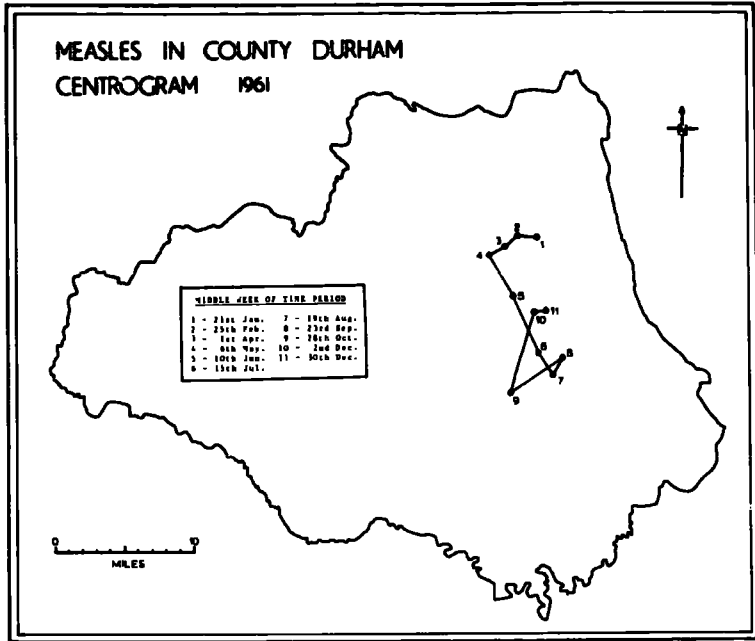 MEASLES IN COUNTY DURHAM
CENTROGRAM 1961
N
2
1
3
4
MIDDLE WEEK OF TIME PERIOD
1 - 21st Jan. 7 - 19th Aug.
2 - 25th Feb. 8 - 23rd Sep.
3 - 1st Apr. 9 - 28th Oct.
4 - 6th May. 10 - 2nd Dec.
5 - 10th Jun. 11 - 30th Dec.
6 - 15th Jul.
5
11
10
6
8
7
9
0 10
MILES